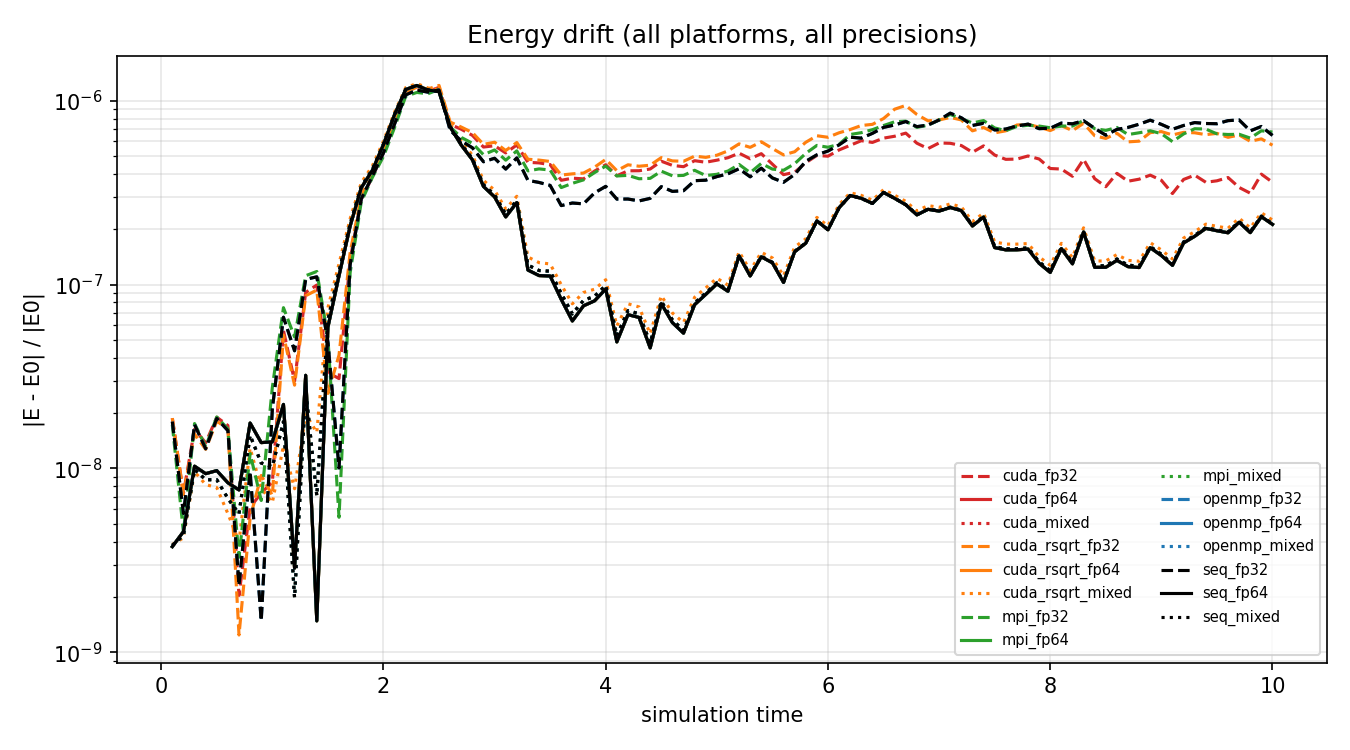 Energy drift (all platforms, all precisions)
|E - E0| / |E0|
10⁻⁶
10⁻⁷
10⁻⁸
10⁻⁹
0
2
4
6
8
10
simulation time
cuda_fp32
cuda_fp64
cuda_mixed
cuda_rsqrt_fp32
cuda_rsqrt_fp64
cuda_rsqrt_mixed
mpi_fp32
mpi_fp64
mpi_mixed
openmp_fp32
openmp_fp64
openmp_mixed
seq_fp32
seq_fp64
seq_mixed